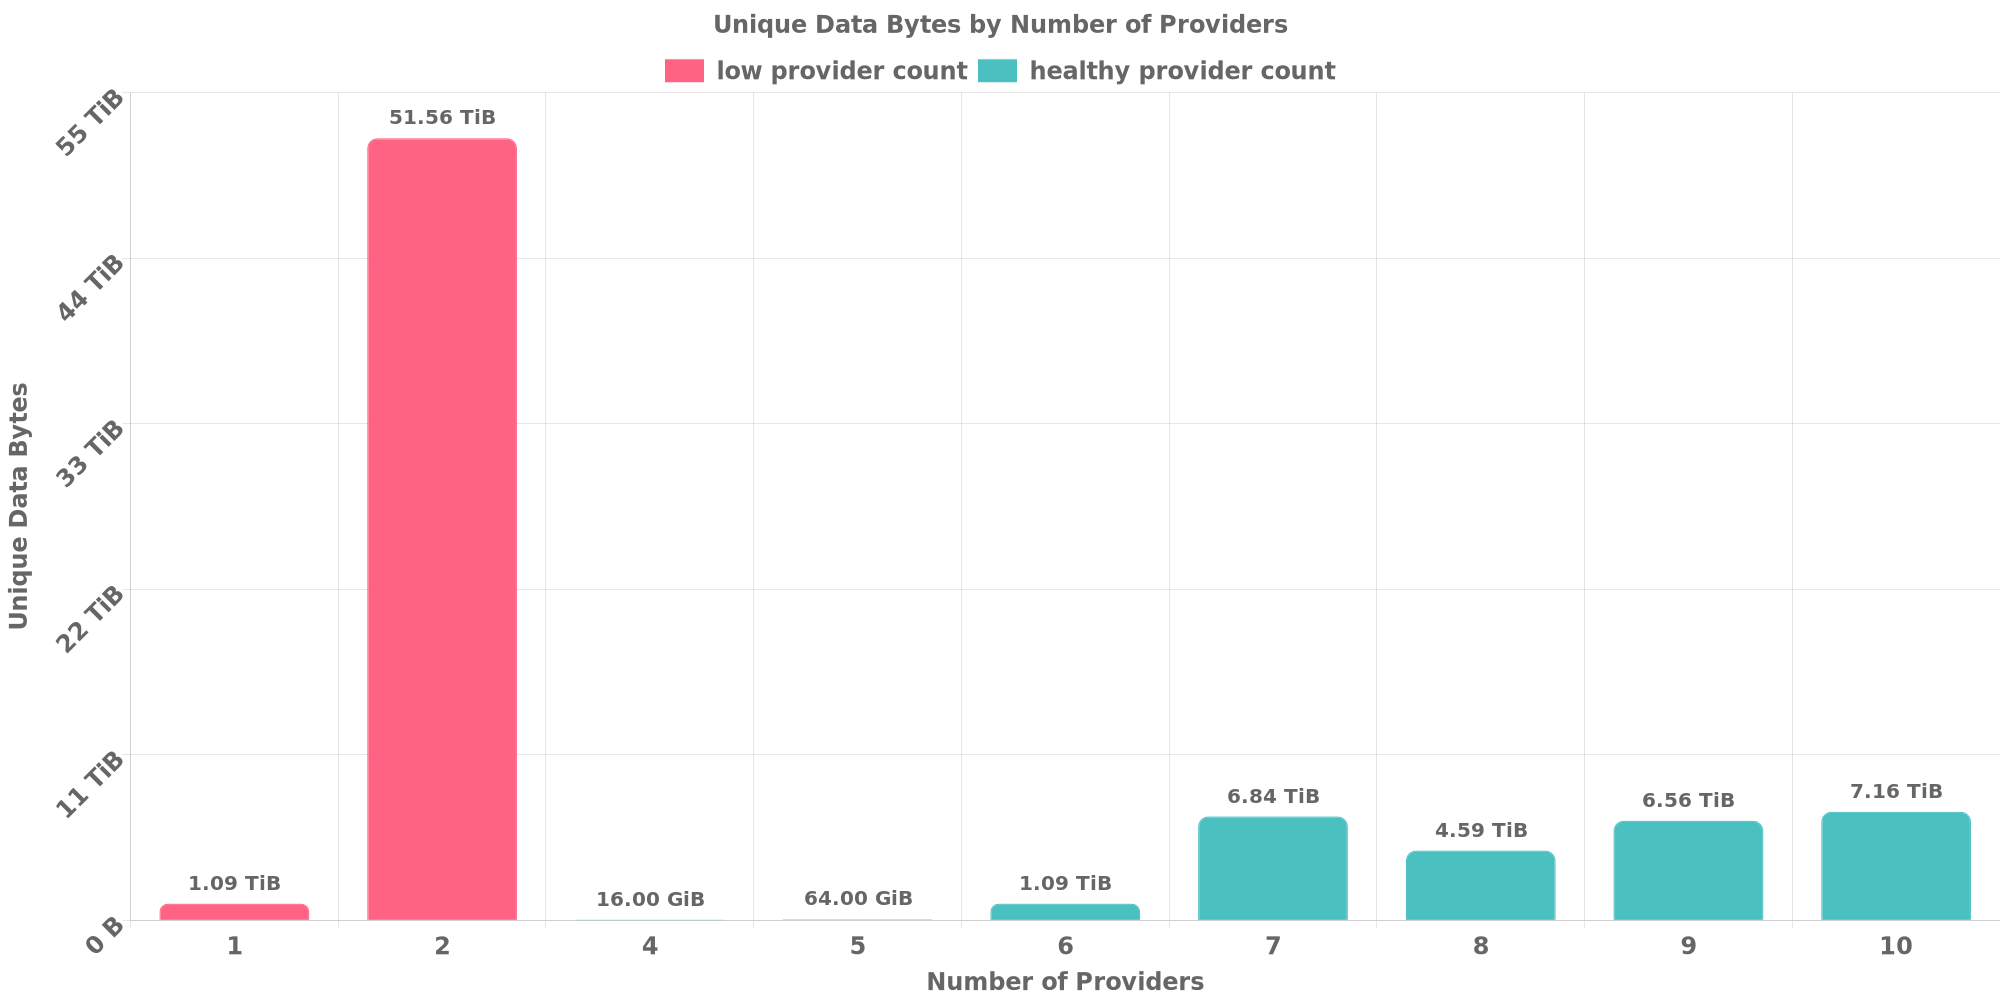 Unique Data Bytes by Number of Providers
low provider count healthy provider count
55 TiB
44 TiB
33 TiB
22 TiB
11 TiB
0 B
Unique Data Bytes
1.09 TiB
51.56 TiB
16.00 GiB
64.00 GiB
1.09 TiB
6.84 TiB
4.59 TiB
6.56 TiB
7.16 TiB
1 2 4 5 6 7 8 9 10
Number of Providers